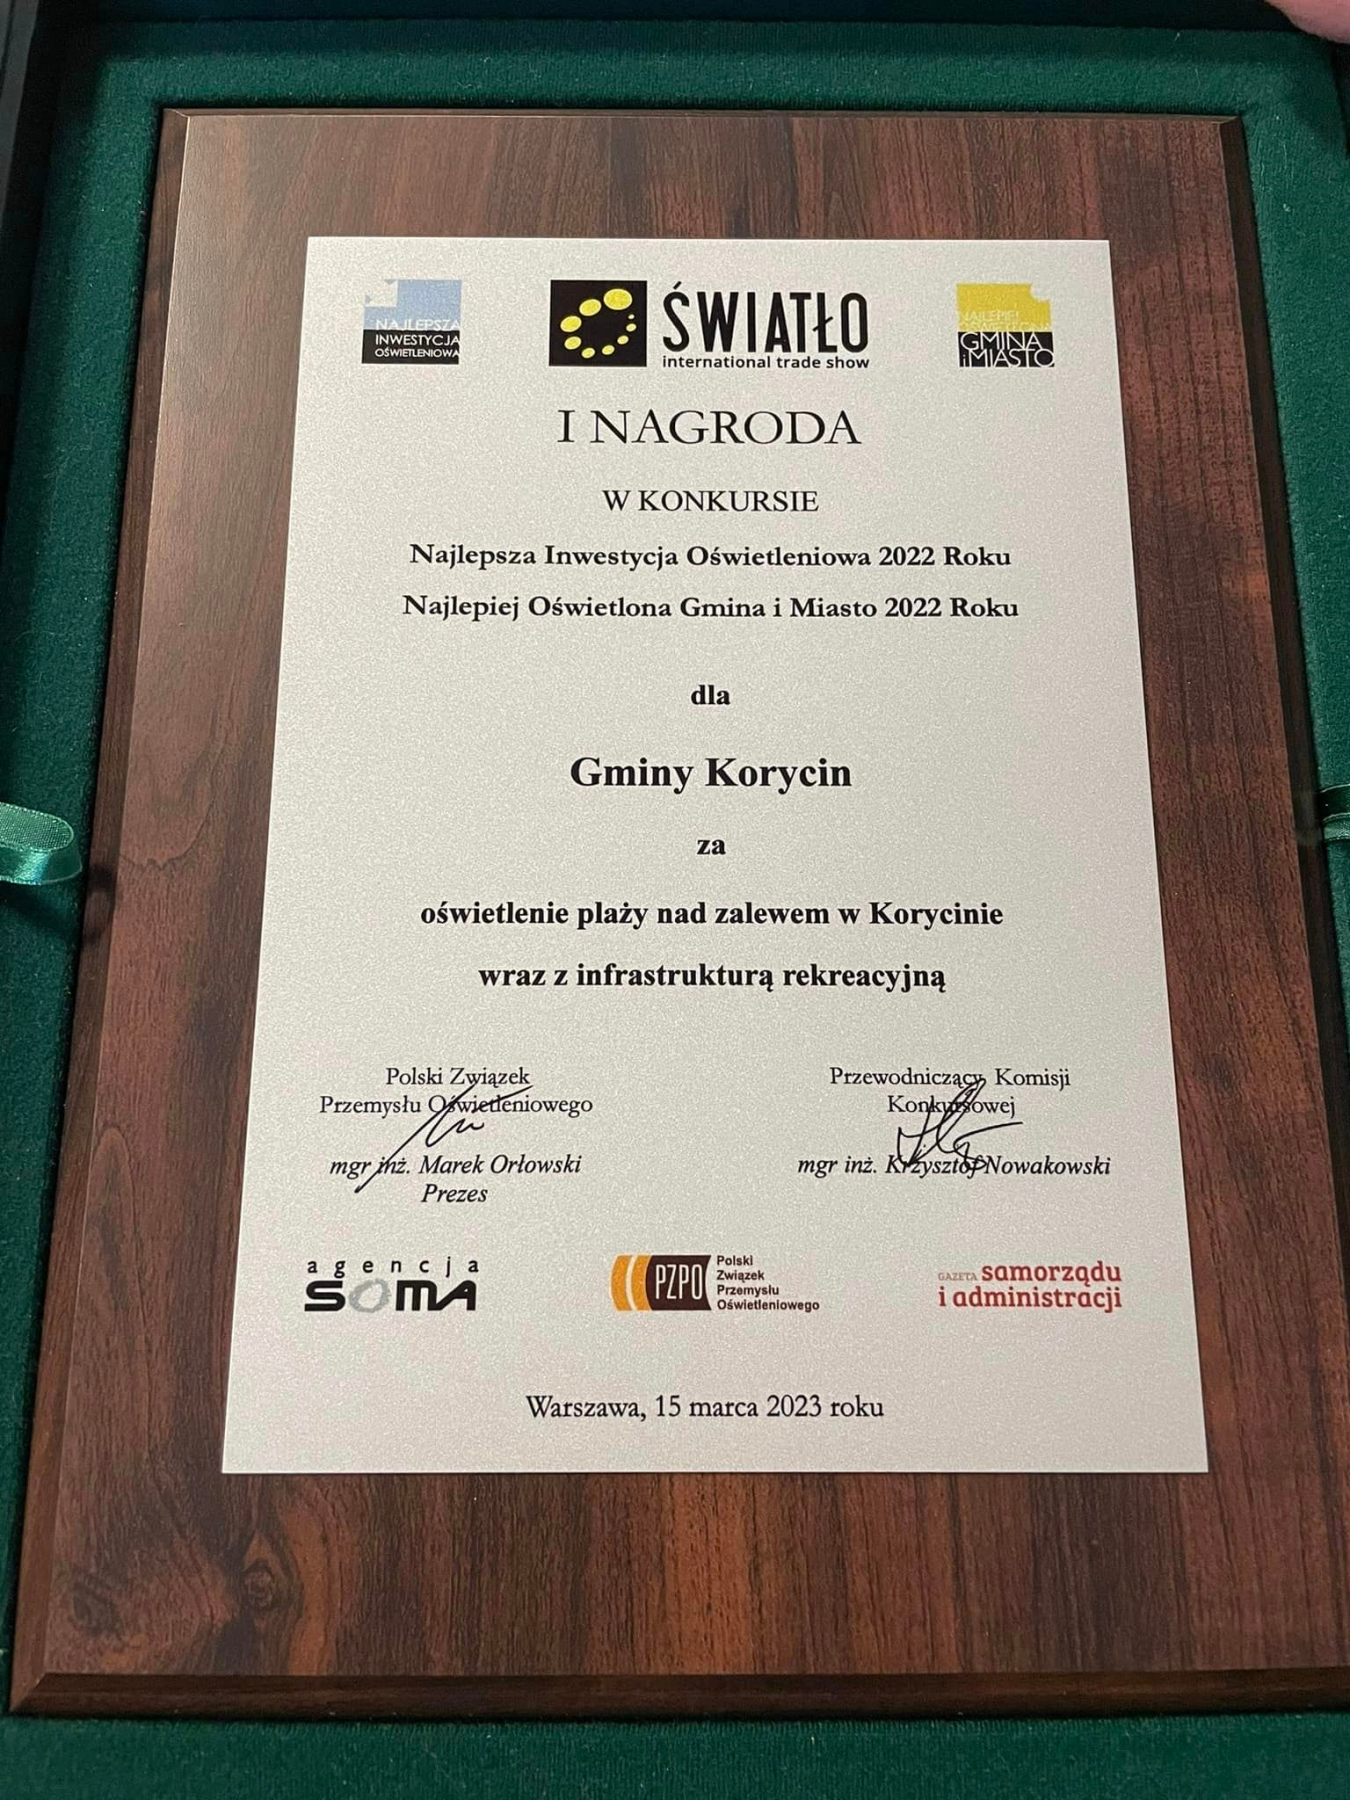 NAJLEPSZA
INWESTYCJA
OŚWIETLENIOWA
ŚWIATŁO
international trade show
NAJLEPIEJ
OŚWIETLONA
GMINA
i MIASTO
I NAGRODA
W KONKURSIE
Najlepsza Inwestycja Oświetleniowa 2022 Roku
Najlepiej Oświetlona Gmina i Miasto 2022 Roku
dla
Gminy Korycin
za
oświetlenie plaży nad zalewem w Korycinie
wraz z infrastrukturą rekreacyjną
Polski Związek
Przemysłu Oświetleniowego
mgr inż. Marek Orłowski
Prezes
Przewodniczący Komisji
Konkursowej
mgr inż. Krzysztof Nowakowski
agencja
SOMA
PZPO
Polski
Związek
Przemysłu
Oświetleniowego
GAZETA samorządu
i administracji
Warszawa, 15 marca 2023 roku